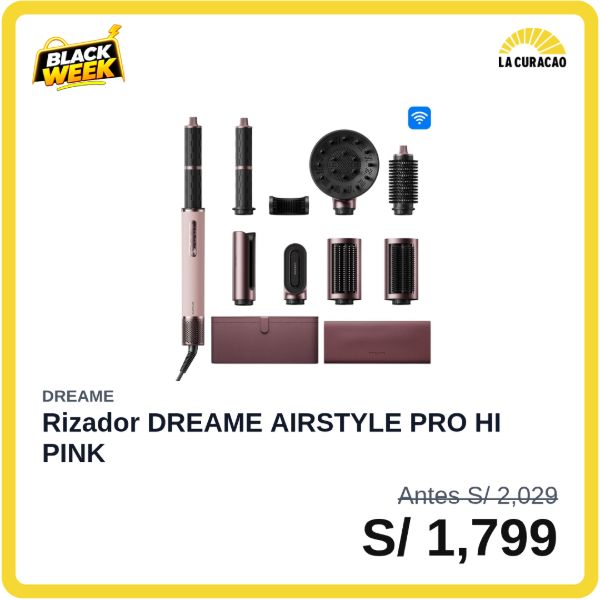 BLACK
WEEK
LA CURACAO
DREAME
Rizador DREAME AIRSTYLE PRO HI
PINK
Antes S/ 2,029
S/ 1,799